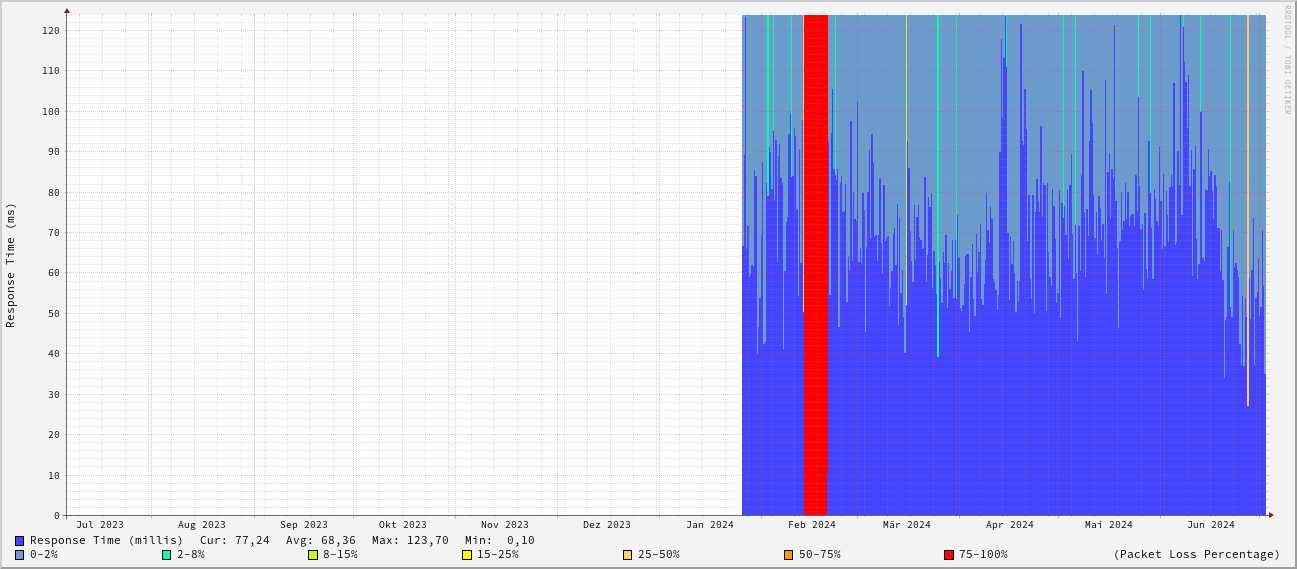 120
110
100
90
80
70
60
50
40
30
20
10
0
Response Time (ms)
RRDTOOL / TOBI OETIKER
Jul 2023 Aug 2023 Sep 2023 Okt 2023 Nov 2023 Dez 2023 Jan 2024 Feb 2024 Mär 2024 Apr 2024 Mai 2024 Jun 2024
Response Time (millis) Cur: 77,24 Avg: 68,36 Max: 123,70 Min: 0,10
0-2% 2-8% 8-15% 15-25% 25-50% 50-75% 75-100% (Packet Loss Percentage)